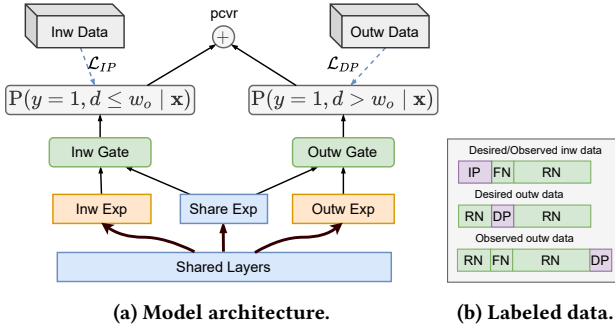 Inw Data
pcvr
Outw Data
+
ℒ_IP
ℒ_DP
P(y = 1, d ≤ w_o | x)
P(y = 1, d > w_o | x)
Inw Gate
Outw Gate
Inw Exp
Share Exp
Outw Exp
Shared Layers
(a) Model architecture.
Desired/Observed inw data
IP FN RN
Desired outw data
RN DP RN
Observed outw data
RN FN RN DP
(b) Labeled data.